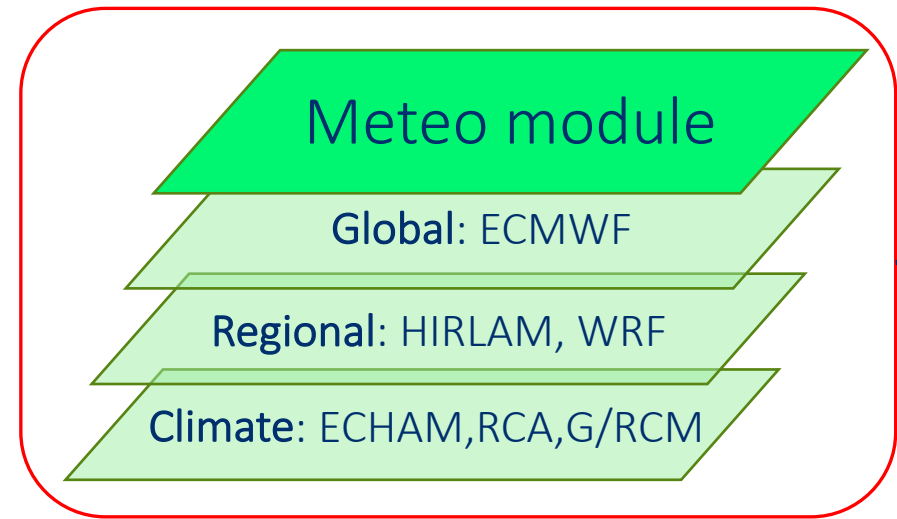 Meteo module
Global: ECMWF
Regional: HIRLAM, WRF
Climate: ECHAM,RCA,G/RCM